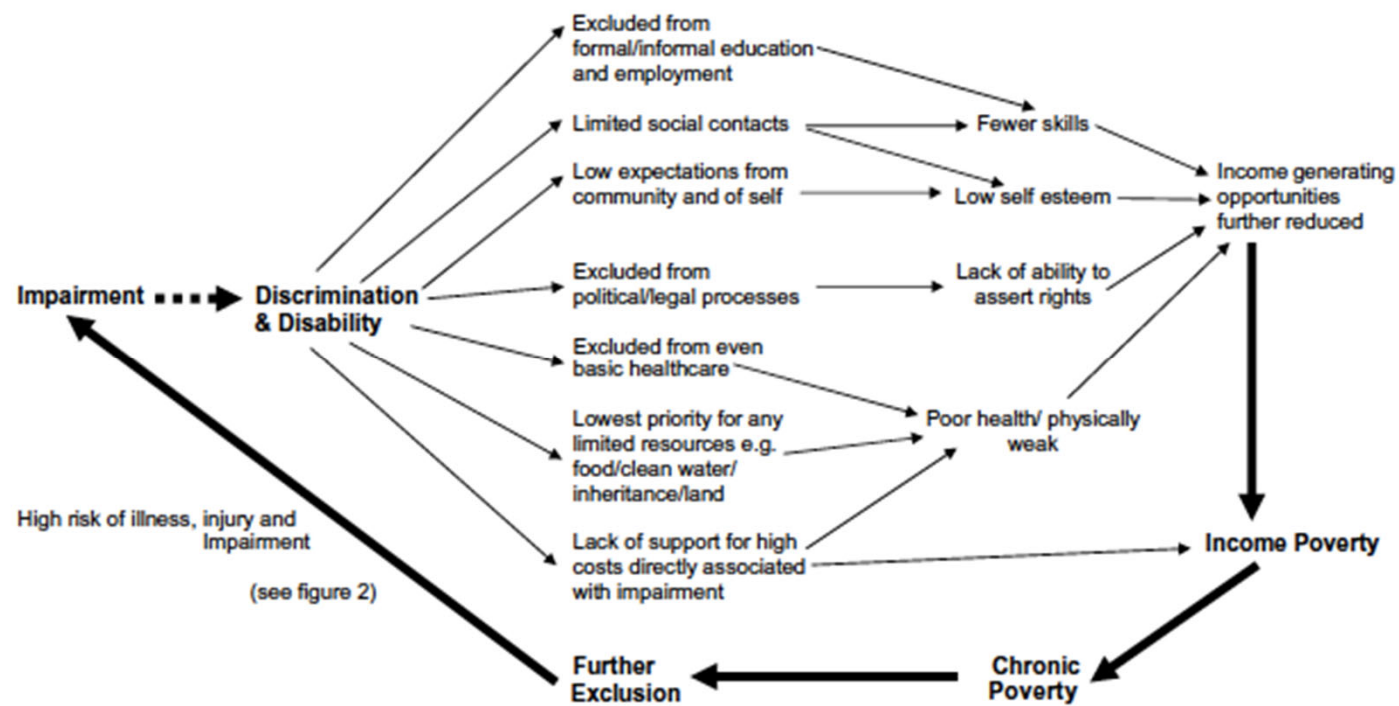 Excluded from
formal/informal education
and employment
Limited social contacts
Fewer skills
Low expectations from
community and of self
Low self esteem
Income generating
opportunities
further reduced
Impairment
Discrimination
& Disability
Excluded from
political/legal processes
Lack of ability to
assert rights
Excluded from even
basic healthcare
Lowest priority for any
limited resources e.g.
food/clean water/
inheritance/land
Poor health/ physically
weak
High risk of illness, injury and
Impairment
(see figure 2)
Lack of support for high
costs directly associated
with impairment
Income Poverty
Further
Exclusion
Chronic
Poverty